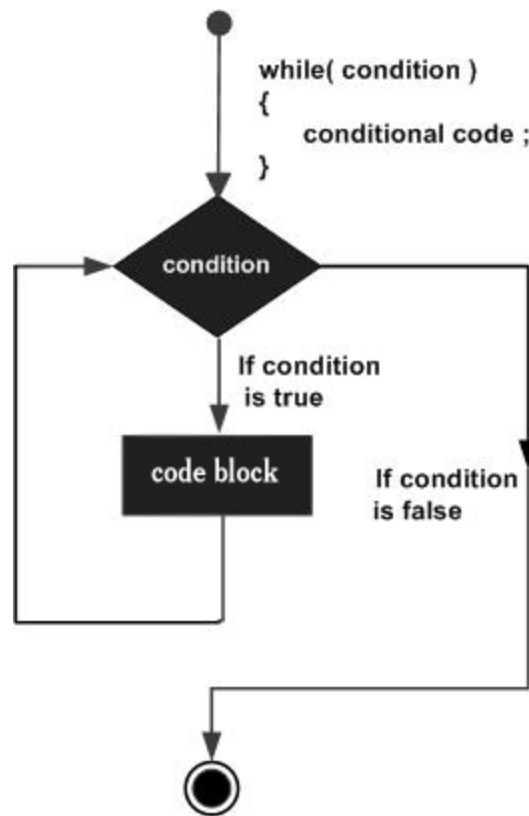 while( condition )
{
conditional code ;
}
condition
If condition
is true
code block
If condition
is false